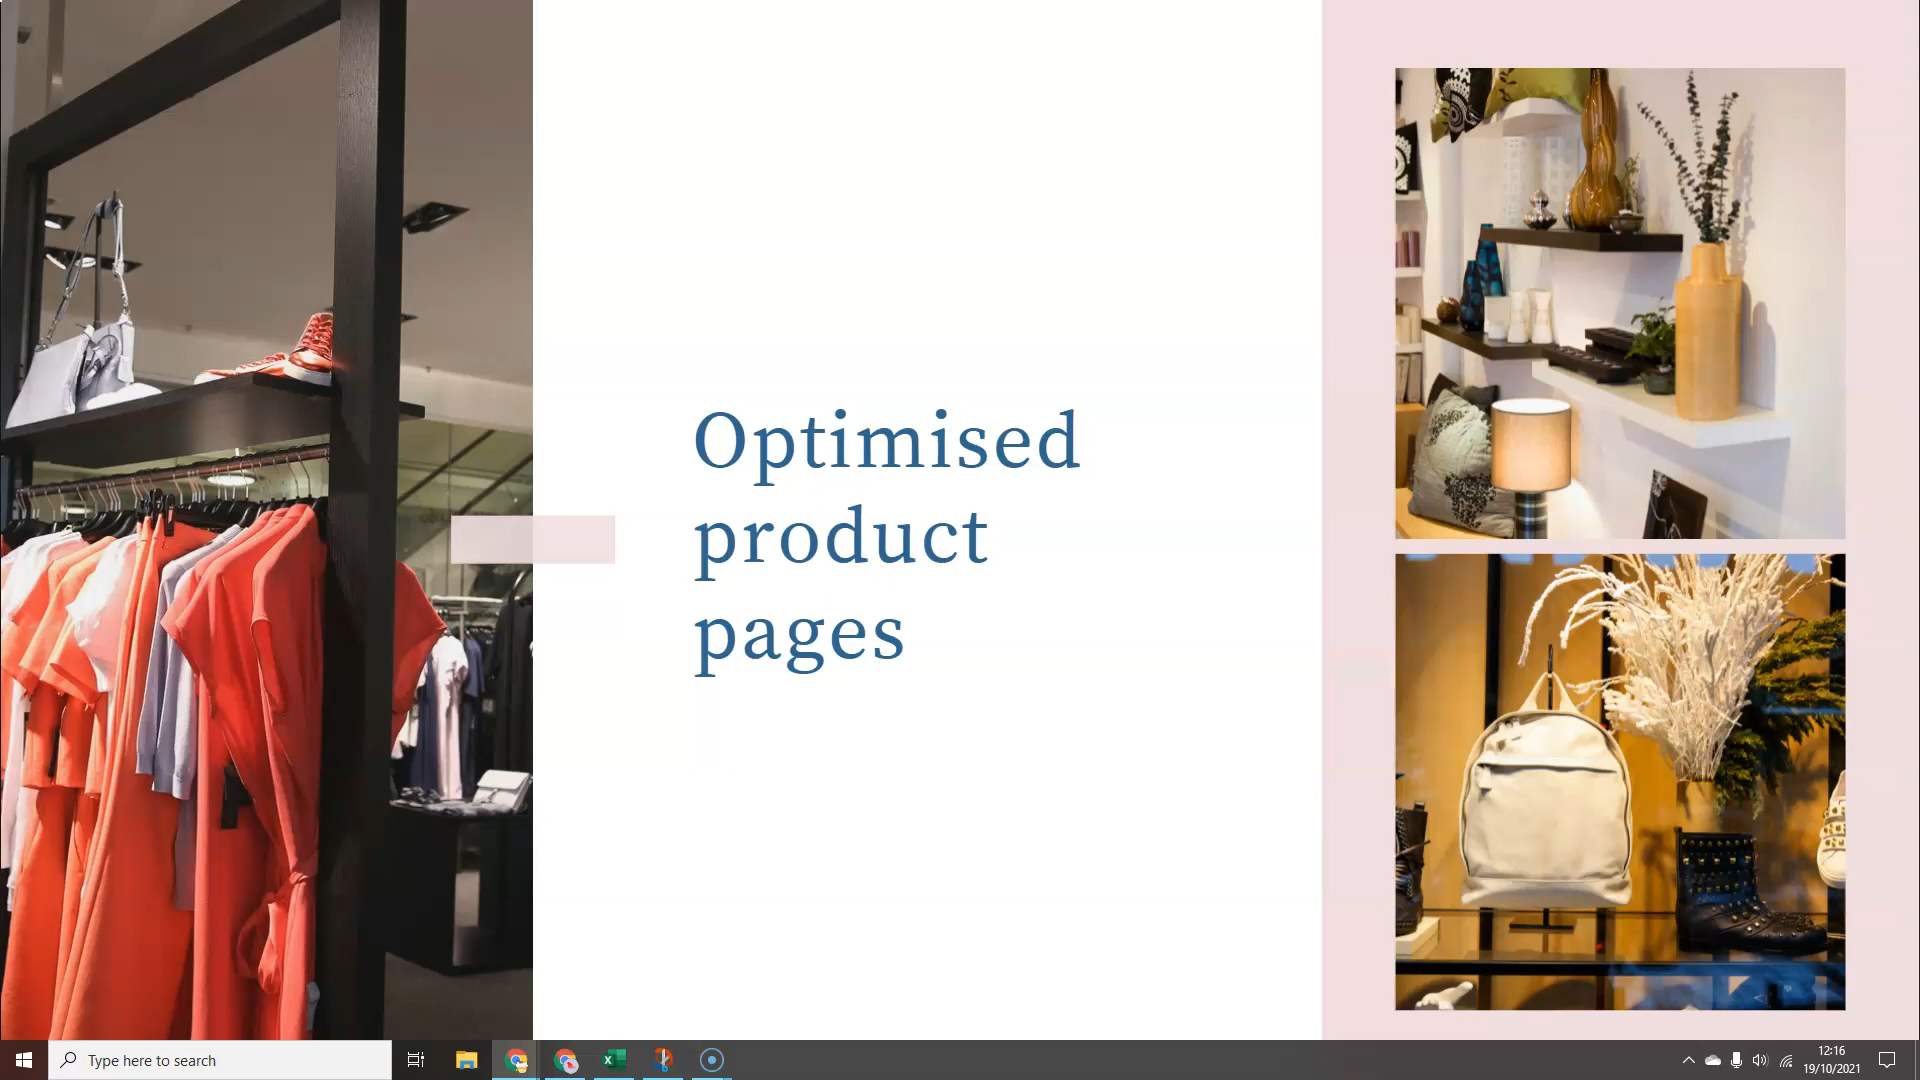 Optimised
product
pages
Type here to search
12:16
19/10/2021